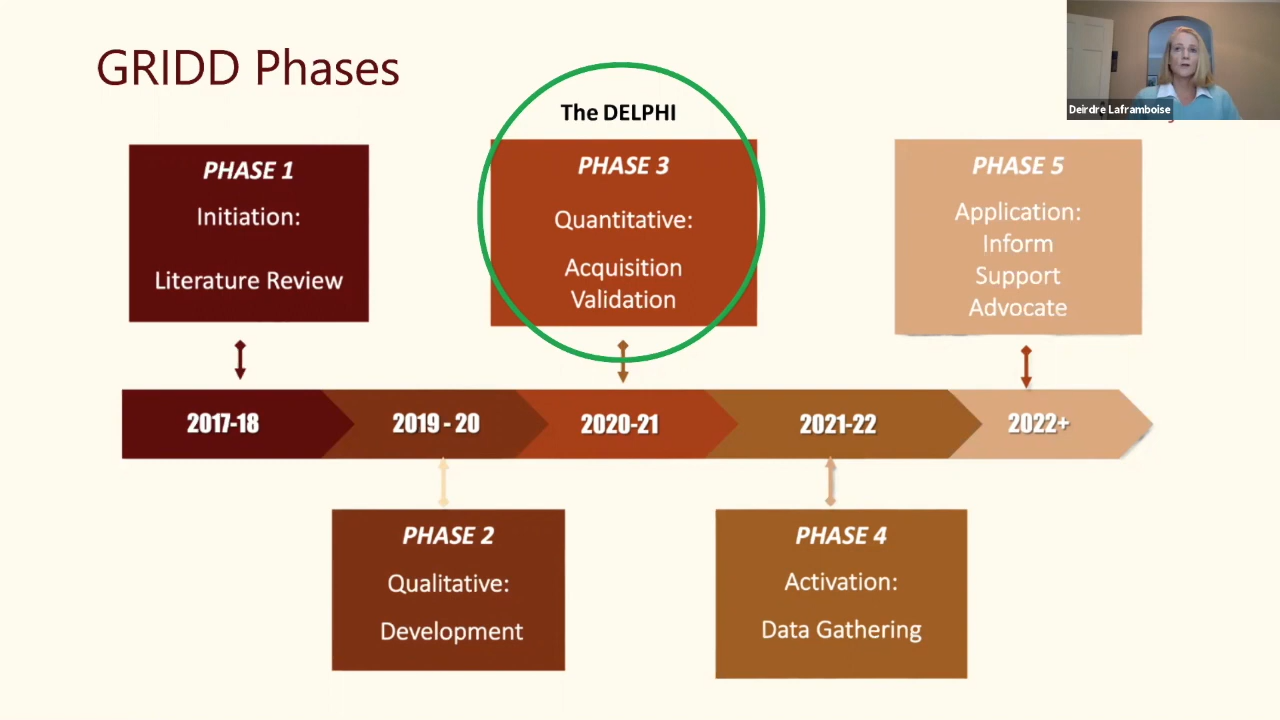 GRIDD Phases
Deirdre Laframboise
The DELPHI
PHASE 1
Initiation:
Literature Review
PHASE 3
Quantitative:
Acquisition
Validation
PHASE 5
Application:
Inform
Support
Advocate
2017-18
2019 - 20
2020-21
2021-22
2022+
PHASE 2
Qualitative:
Development
PHASE 4
Activation:
Data Gathering